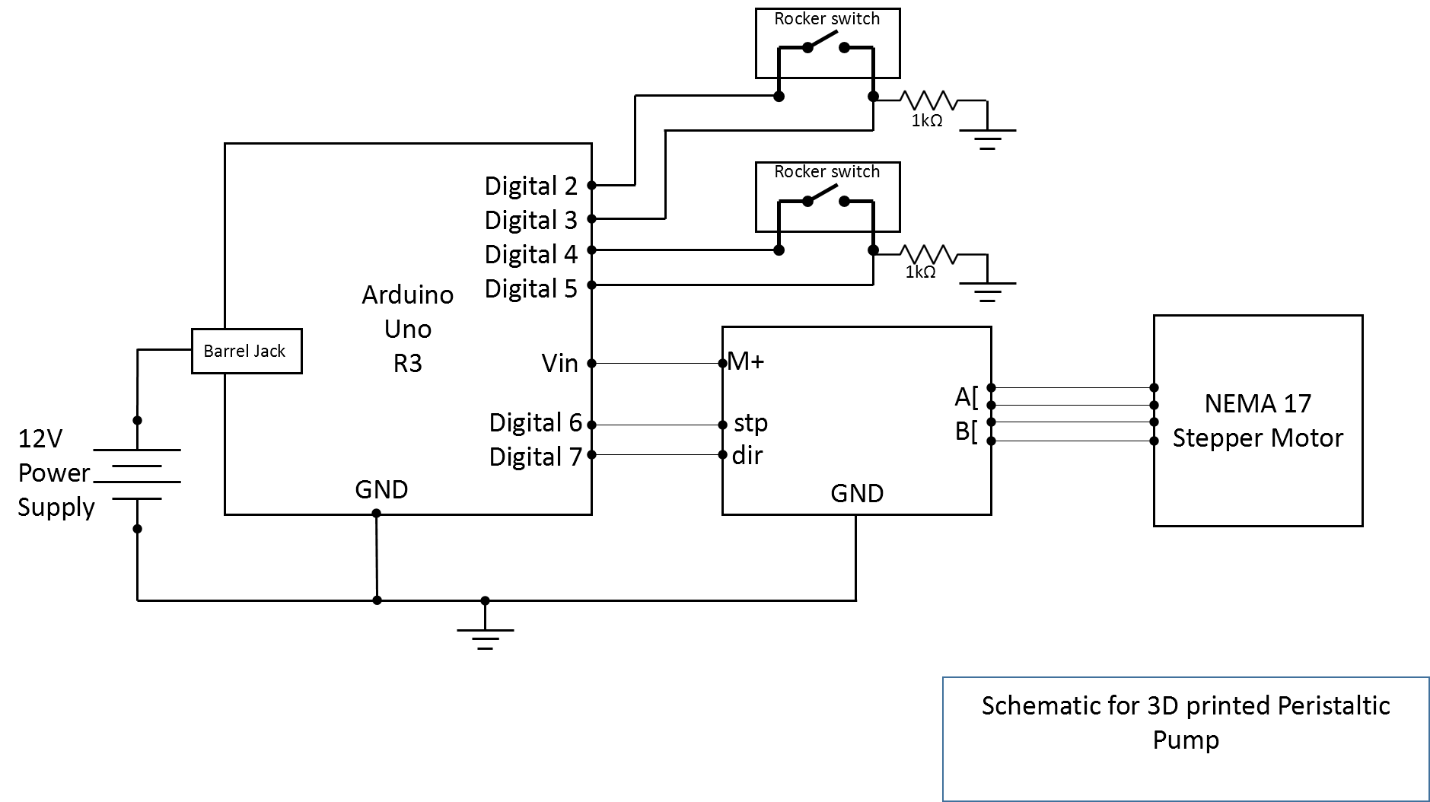 Rocker switch
1kΩ
Rocker switch
1kΩ
Digital 2
Digital 3
Digital 4
Digital 5
Arduino
Uno
R3
Barrel Jack
Vin
Digital 6
Digital 7
GND
12V
Power
Supply
M+
stp
dir
A[
B[
GND
NEMA 17
Stepper Motor
Schematic for 3D printed Peristaltic
Pump